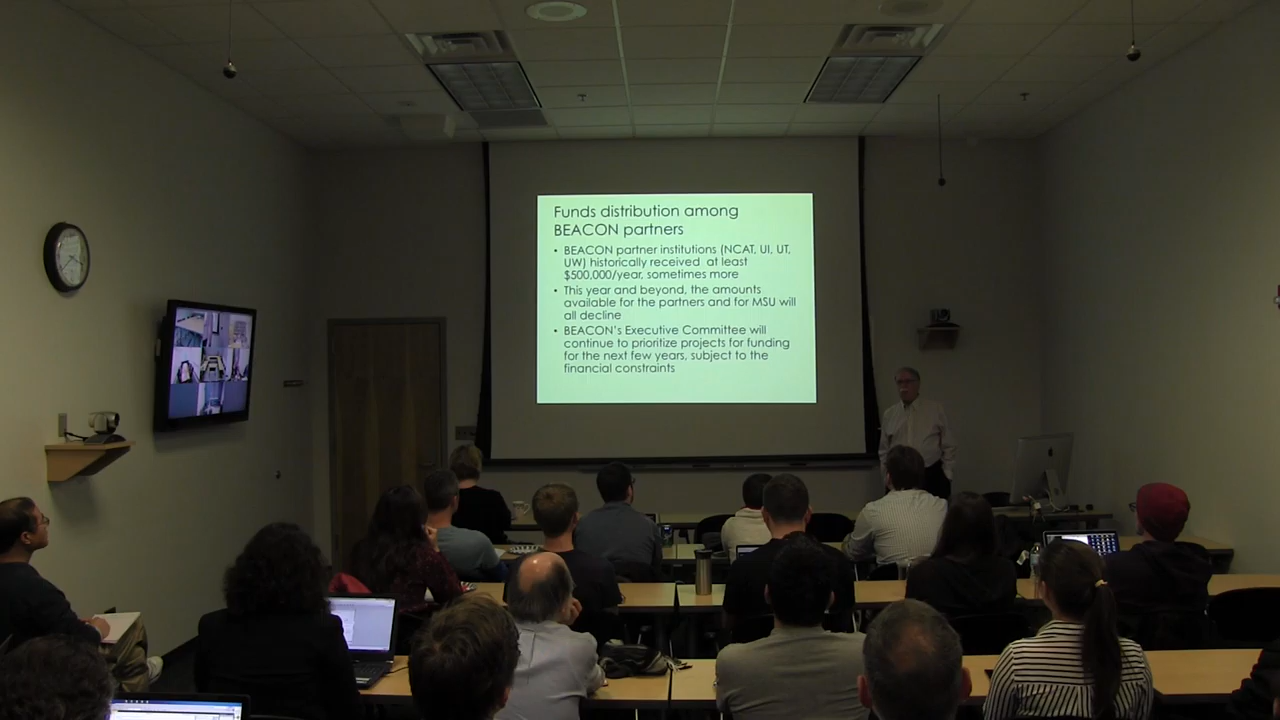 Funds distribution among
BEACON partners
• BEACON partner institutions (NCAT, UI, UT,
UW) historically received at least
$500,000/year, sometimes more
• This year and beyond, the amounts
available for the partners and for MSU will
all decline
• BEACON's Executive Committee will
continue to prioritize projects for funding
for the next few years, subject to the
financial constraints